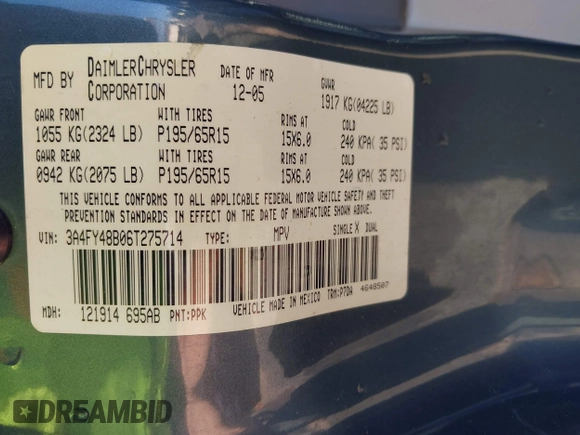 MFD BY DAIMLERCHRYSLER CORPORATION DATE OF MFR 12-05 GVWR 1917 KG(04225 LB)
GAWR FRONT WITH TIRES RIMS AT COLD
1055 KG(2324 LB) P195/65R15 15X6.0 240 KPA( 35 PSI)
GAWR REAR WITH TIRES RIMS AT COLD
0942 KG(2075 LB) P195/65R15 15X6.0 240 KPA( 35 PSI)
THIS VEHICLE CONFORMS TO ALL APPLICABLE FEDERAL MOTOR VEHICLE SAFETY AND THEFT
PREVENTION STANDARDS IN EFFECT ON THE DATE OF MANUFACTURE SHOWN ABOVE.
VIN: 3A4FY48B06T275714 TYPE: MPV SINGLE X DUAL
MDH: 121914 695AB PNT:PPK VEHICLE MADE IN MEXICO TRM:P7DA 4648507
DREAMBID